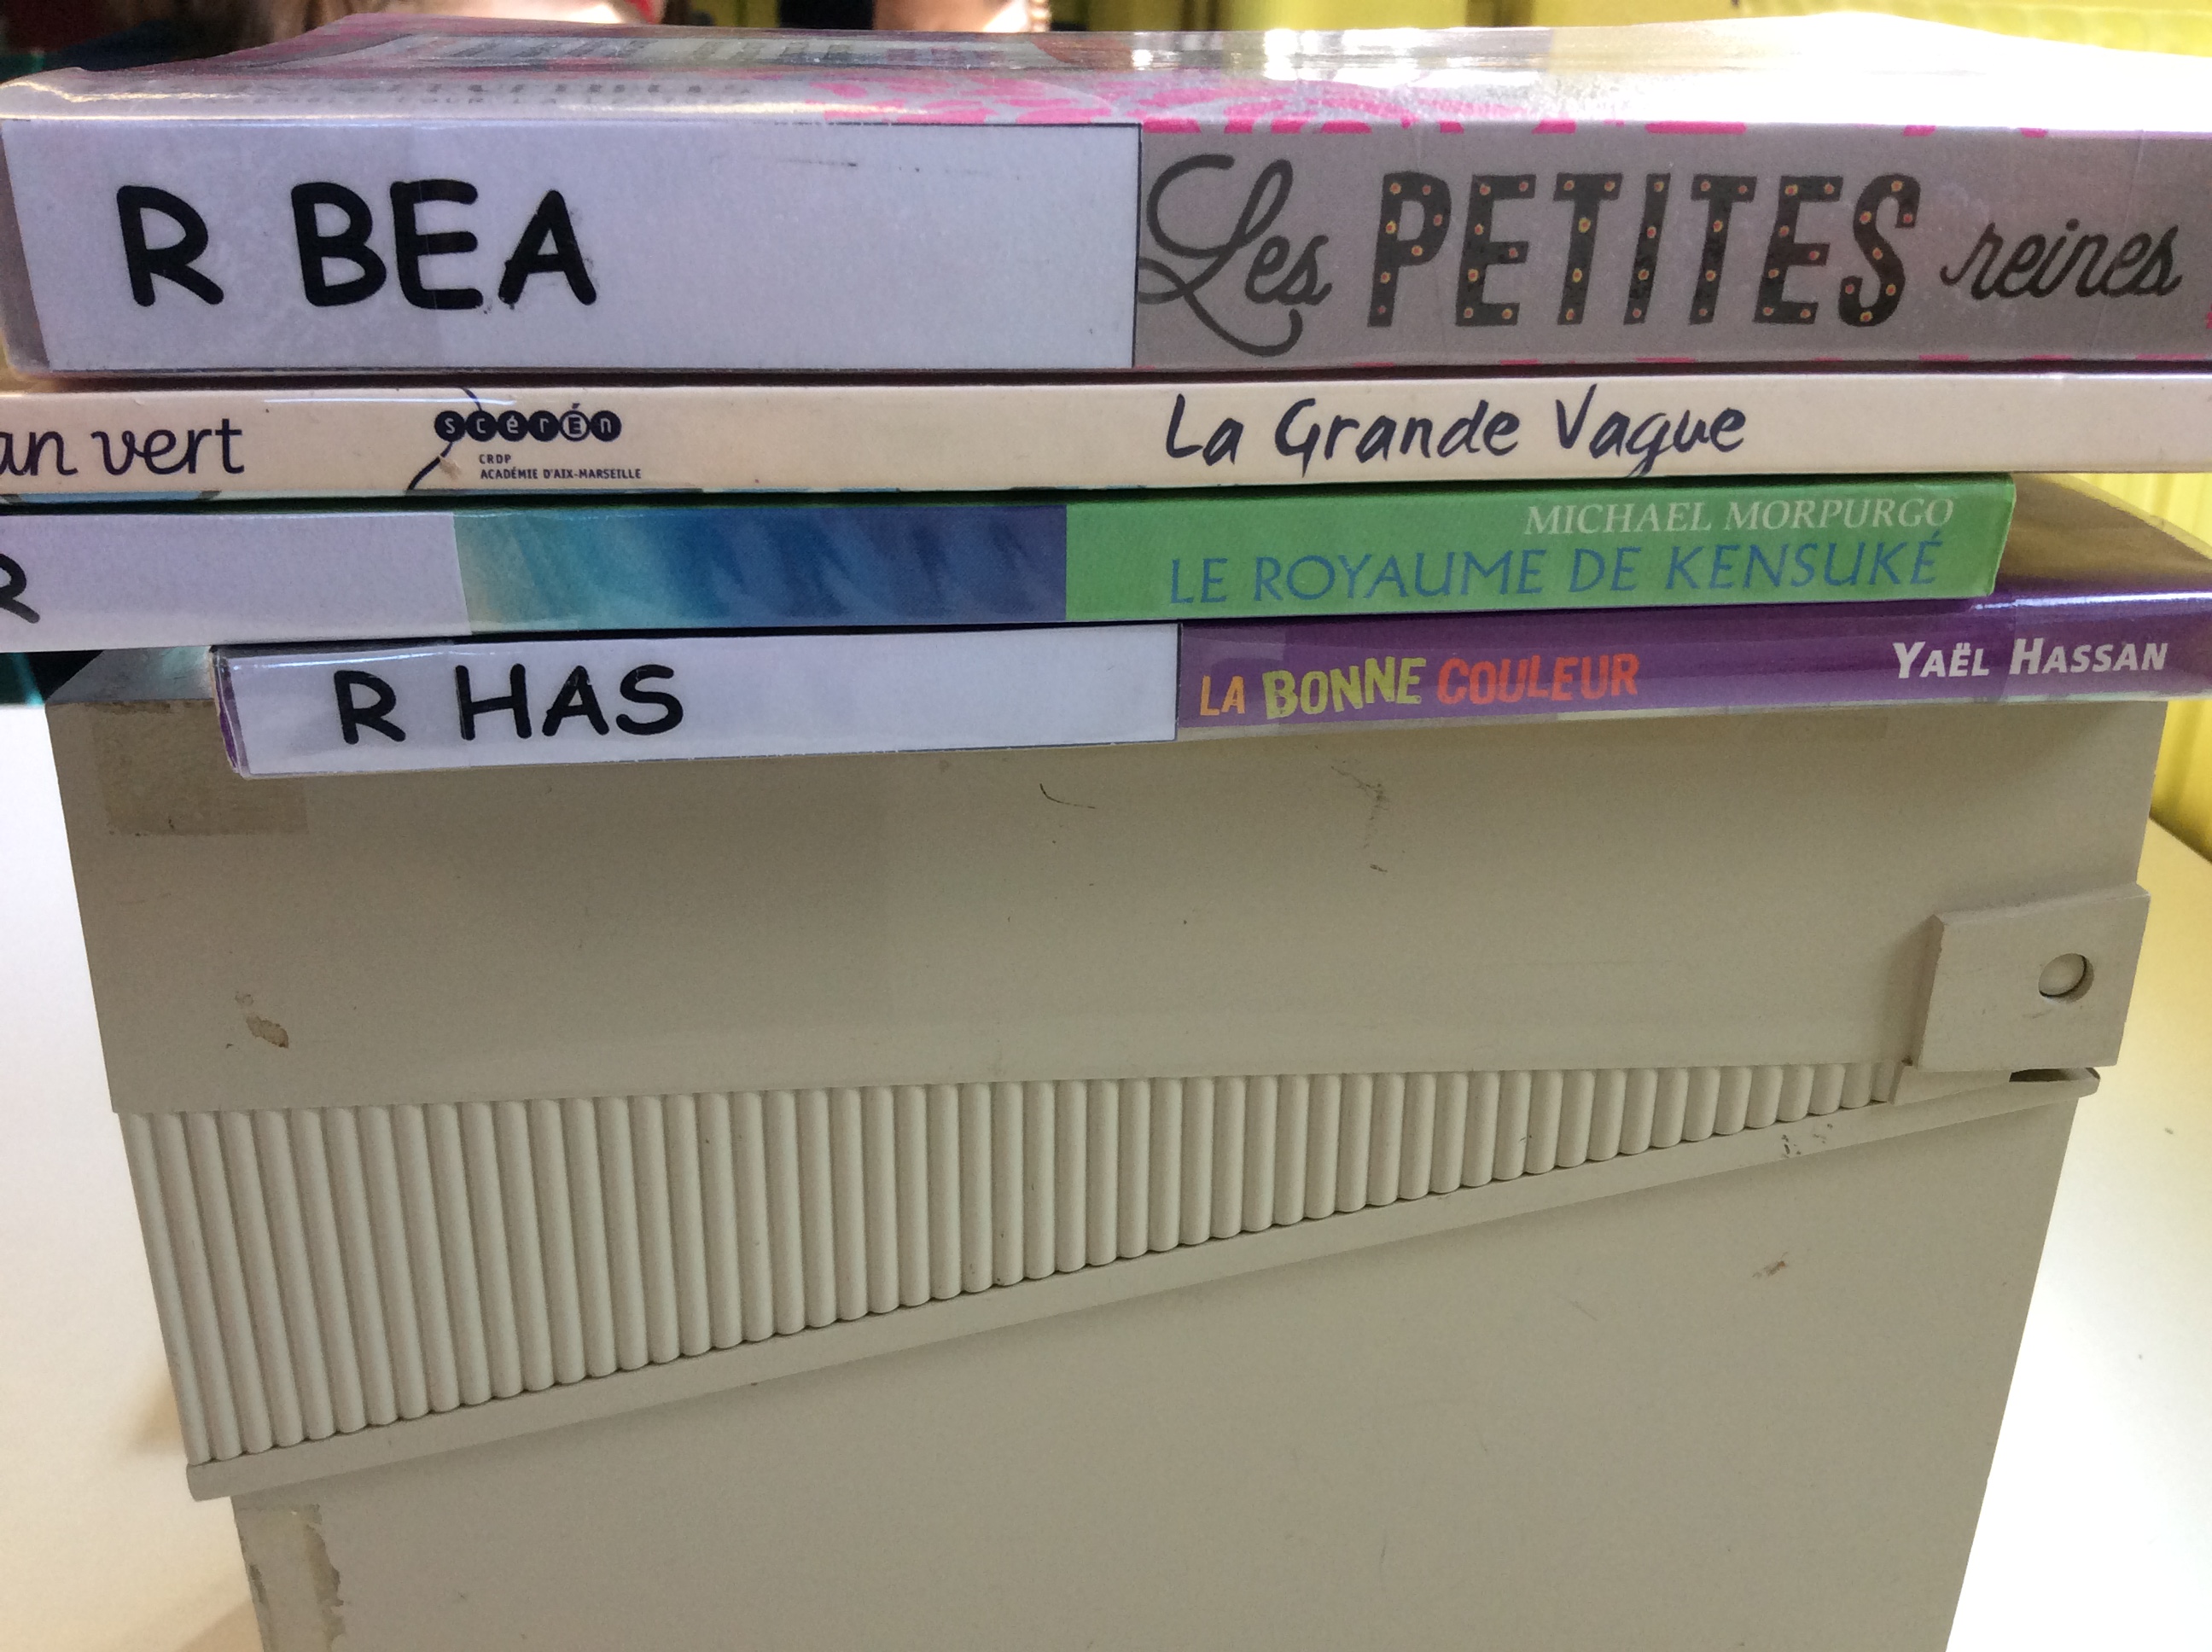 R BEA
Les PETITES reines
an vert
scérÉn
CRDP
ACADÉMIE D'AIX-MARSEILLE
La Grande Vague
R
MICHAEL MORPURGO
LE ROYAUME DE KENSUKÉ
R HAS
LA BONNE COULEUR
YAËL HASSAN